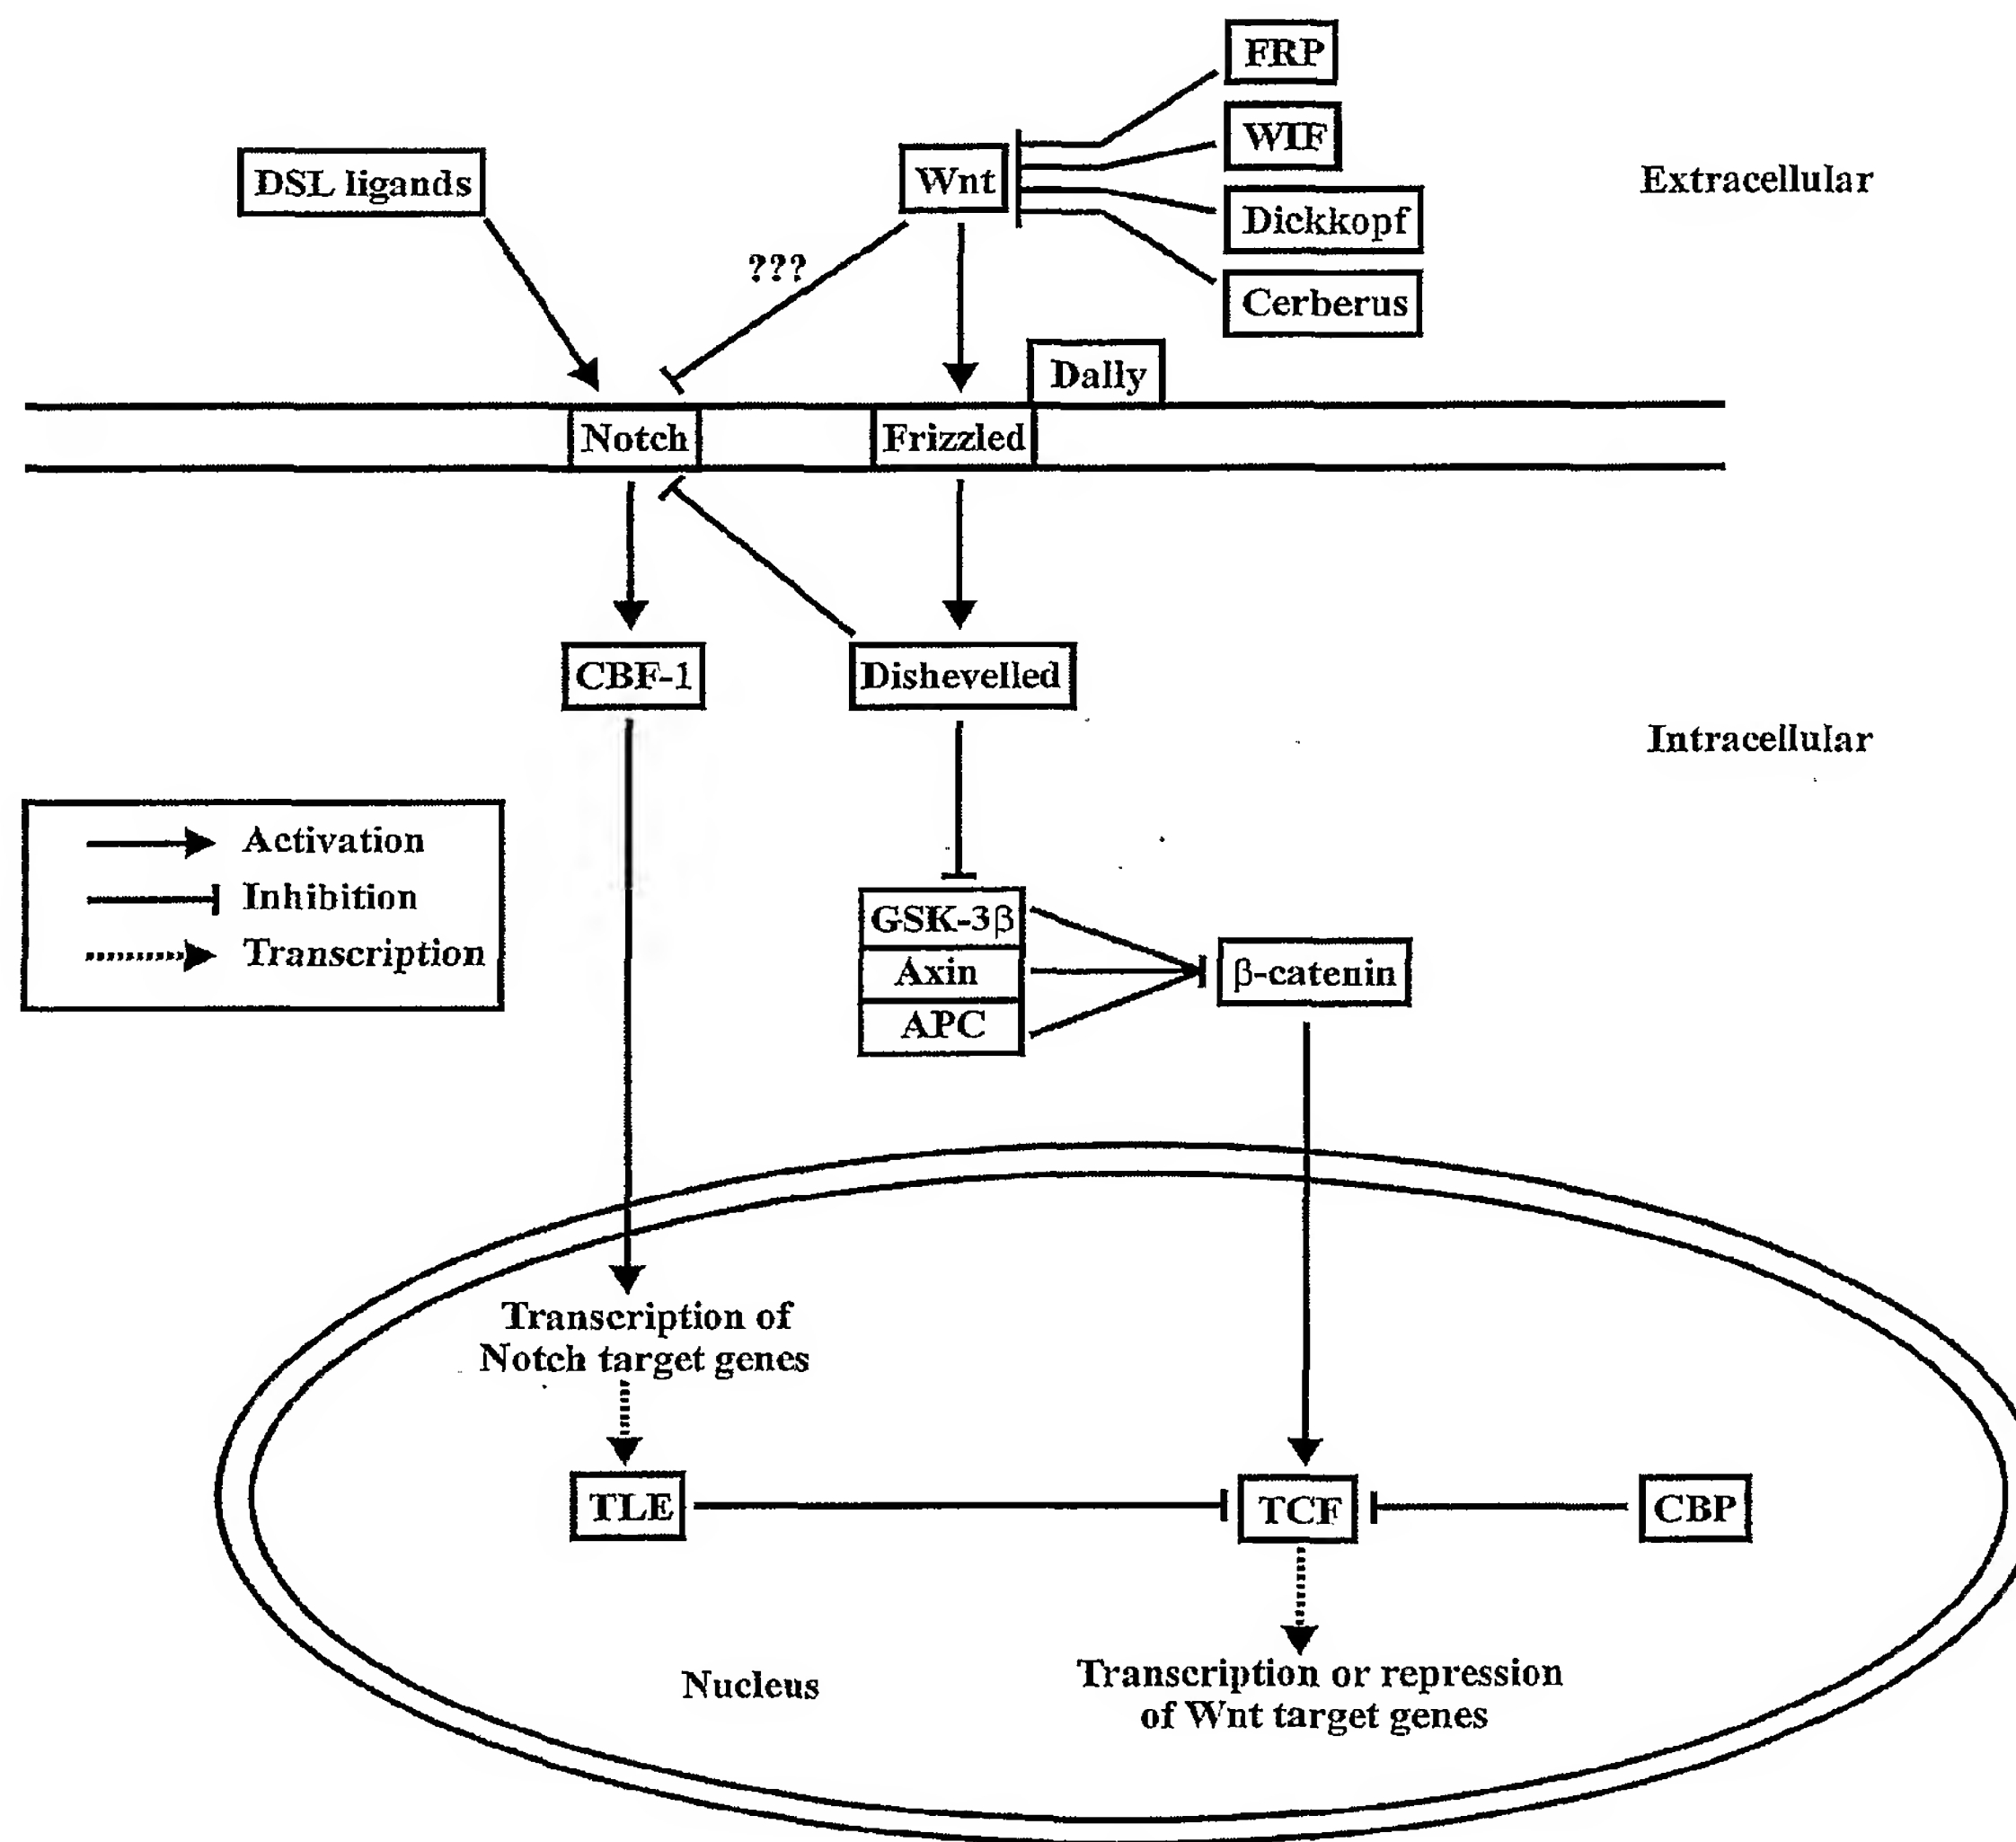 FRP
WIF
DSL ligands
Wnt
Extracellular
Dickkopf
???
Cerberus
Dally
Notch
Frizzled
CBF-1
Dishevelled
Intracellular
Activation
Inhibition
Transcription
GSK-3β
Axin
APC
β-catenin
Transcription of
Notch target genes
TLE
TCF
CBP
Nucleus
Transcription or repression
of Wnt target genes